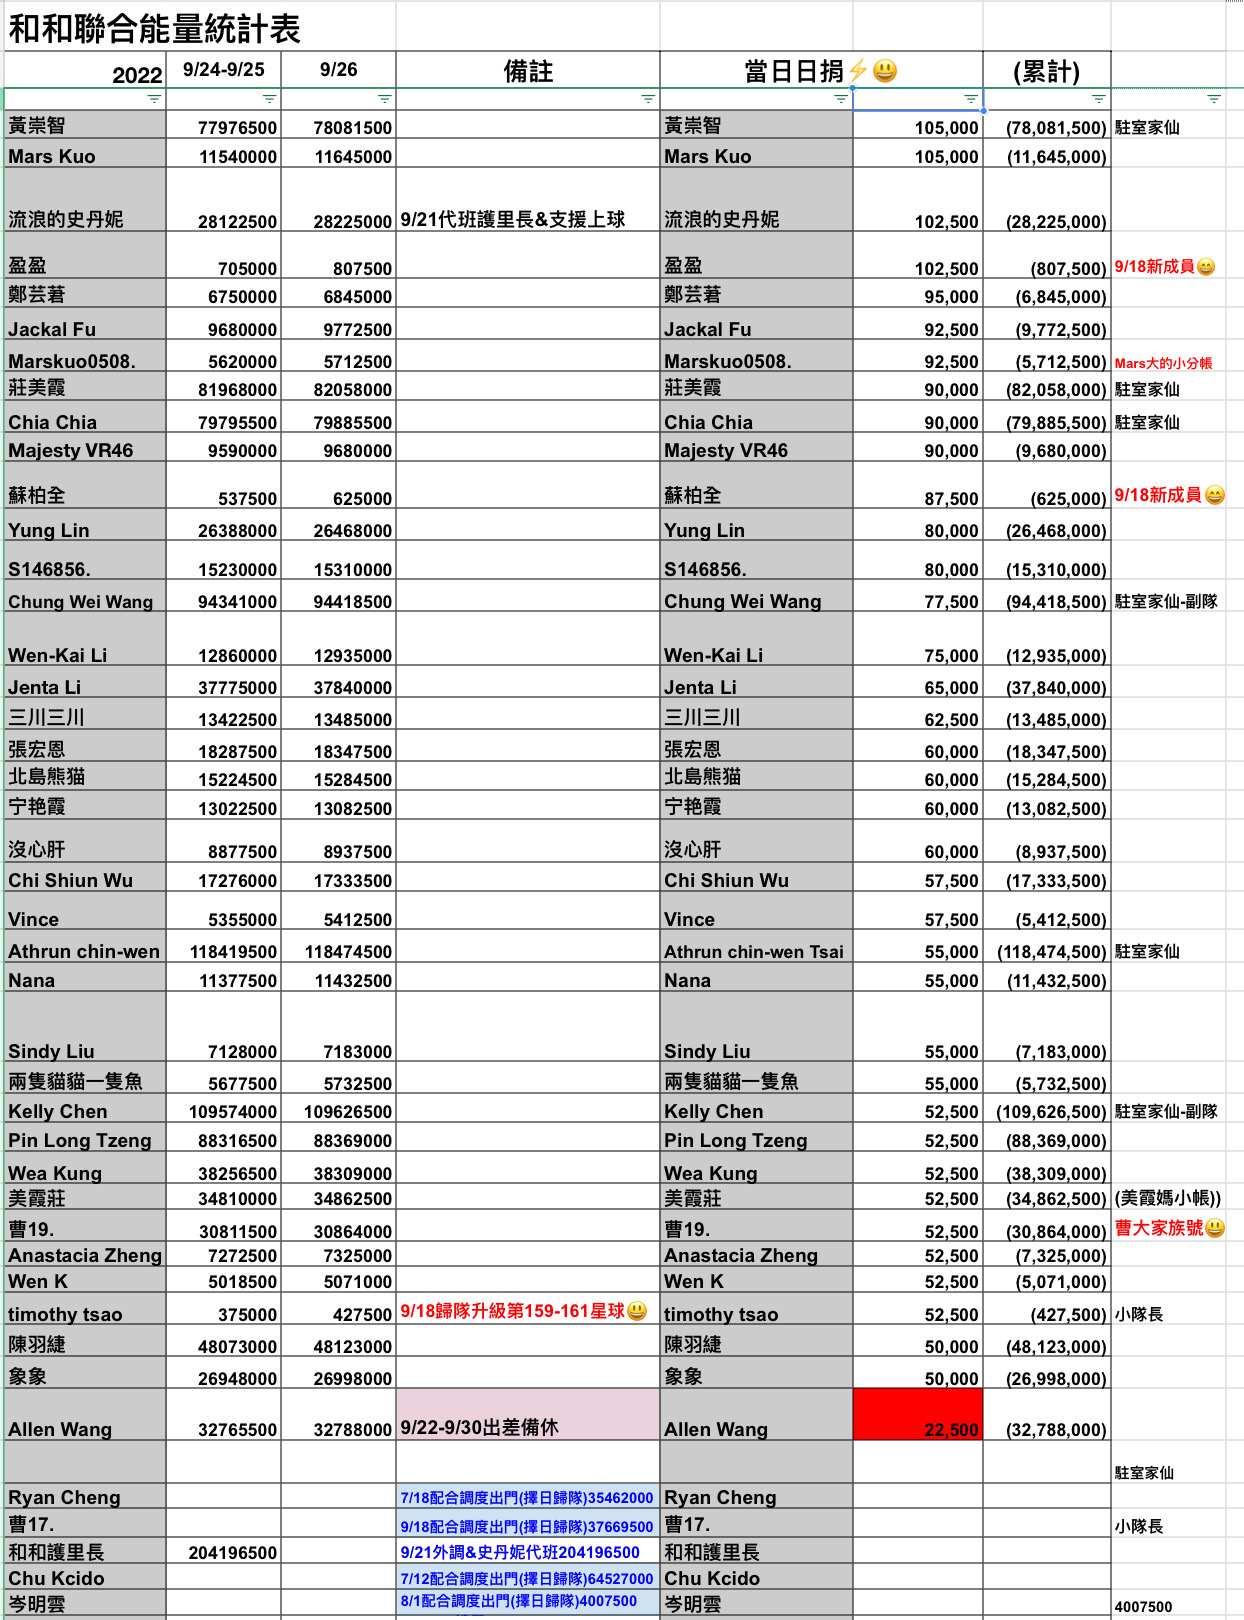 和和聯合能量統計表
2022 9/24-9/25 9/26 備註 當日日捐⚡😃 (累計)
黃崇智 77976500 78081500 黃崇智 105,000 (78,081,500) 駐室家仙
Mars Kuo 11540000 11645000 Mars Kuo 105,000 (11,645,000)
流浪的史丹妮 28122500 28225000 9/21代班護里長&支援上球 流浪的史丹妮 102,500 (28,225,000)
盈盈 705000 807500 盈盈 102,500 (807,500) 9/18新成員😄
鄭芸莙 6750000 6845000 鄭芸莙 95,000 (6,845,000)
Jackal Fu 9680000 9772500 Jackal Fu 92,500 (9,772,500)
Marskuo0508. 5620000 5712500 Marskuo0508. 92,500 (5,712,500) Mars大的小分帳
莊美霞 81968000 82058000 莊美霞 90,000 (82,058,000) 駐室家仙
Chia Chia 79795500 79885500 Chia Chia 90,000 (79,885,500) 駐室家仙
Majesty VR46 9590000 9680000 Majesty VR46 90,000 (9,680,000)
蘇柏全 537500 625000 蘇柏全 87,500 (625,000) 9/18新成員😄
Yung Lin 26388000 26468000 Yung Lin 80,000 (26,468,000)
S146856. 15230000 15310000 S146856. 80,000 (15,310,000)
Chung Wei Wang 94341000 94418500 Chung Wei Wang 77,500 (94,418,500) 駐室家仙-副隊
Wen-Kai Li 12860000 12935000 Wen-Kai Li 75,000 (12,935,000)
Jenta Li 37775000 37840000 Jenta Li 65,000 (37,840,000)
三川三川 13422500 13485000 三川三川 62,500 (13,485,000)
張宏恩 18287500 18347500 張宏恩 60,000 (18,347,500)
北島熊猫 15224500 15284500 北島熊猫 60,000 (15,284,500)
宁艳霞 13022500 13082500 宁艳霞 60,000 (13,082,500)
沒心肝 8877500 8937500 沒心肝 60,000 (8,937,500)
Chi Shiun Wu 17276000 17333500 Chi Shiun Wu 57,500 (17,333,500)
Vince 5355000 5412500 Vince 57,500 (5,412,500)
Athrun chin-wen 118419500 118474500 Athrun chin-wen Tsai 55,000 (118,474,500) 駐室家仙
Nana 11377500 11432500 Nana 55,000 (11,432,500)
Sindy Liu 7128000 7183000 Sindy Liu 55,000 (7,183,000)
兩隻貓貓一隻魚 5677500 5732500 兩隻貓貓一隻魚 55,000 (5,732,500)
Kelly Chen 109574000 109626500 Kelly Chen 52,500 (109,626,500) 駐室家仙-副隊
Pin Long Tzeng 88316500 88369000 Pin Long Tzeng 52,500 (88,369,000)
Wea Kung 38256500 38309000 Wea Kung 52,500 (38,309,000)
美霞莊 34810000 34862500 美霞莊 52,500 (34,862,500) (美霞媽小帳))
曹19. 30811500 30864000 曹19. 52,500 (30,864,000) 曹大家族號😃
Anastacia Zheng 7272500 7325000 Anastacia Zheng 52,500 (7,325,000)
Wen K 5018500 5071000 Wen K 52,500 (5,071,000)
timothy tsao 375000 427500 9/18歸隊升級第159-161星球😃 timothy tsao 52,500 (427,500) 小隊長
陳羽緁 48073000 48123000 陳羽緁 50,000 (48,123,000)
象象 26948000 26998000 象象 50,000 (26,998,000)
Allen Wang 32765500 32788000 9/22-9/30出差備休 Allen Wang 22,500 (32,788,000)
駐室家仙
Ryan Cheng 7/18配合調度出門(擇日歸隊)35462000 Ryan Cheng
曹17. 9/18配合調度出門(擇日歸隊)37669500 曹17. 小隊長
和和護里長 204196500 9/21外調&史丹妮代班204196500 和和護里長
Chu Kcido 7/12配合調度出門(擇日歸隊)64527000 Chu Kcido
岑明雲 8/1配合調度出門(擇日歸隊)4007500 岑明雲 4007500